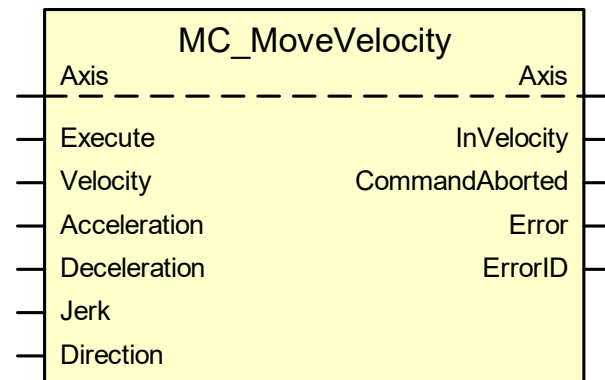 MC_MoveVelocity
Axis Axis
Execute InVelocity
Velocity CommandAborted
Acceleration Error
Deceleration ErrorID
Jerk
Direction